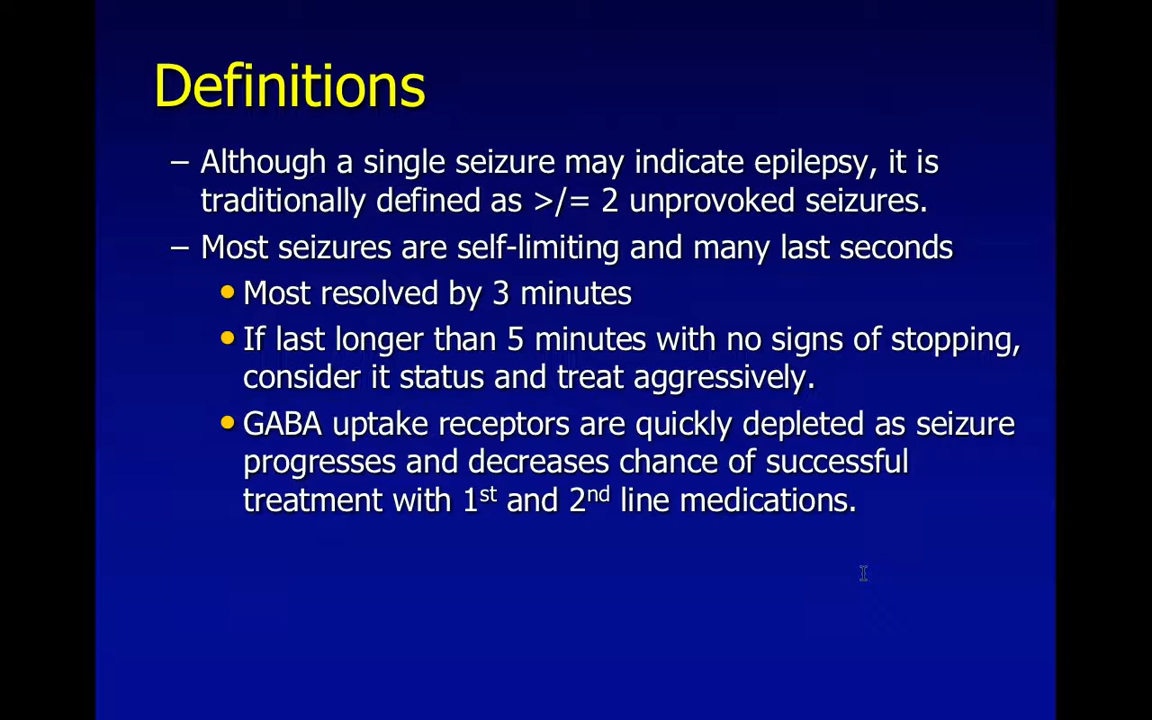 Definitions
– Although a single seizure may indicate epilepsy, it is
traditionally defined as >/= 2 unprovoked seizures.
– Most seizures are self-limiting and many last seconds
• Most resolved by 3 minutes
• If last longer than 5 minutes with no signs of stopping,
consider it status and treat aggressively.
• GABA uptake receptors are quickly depleted as seizure
progresses and decreases chance of successful
treatment with 1st and 2nd line medications.